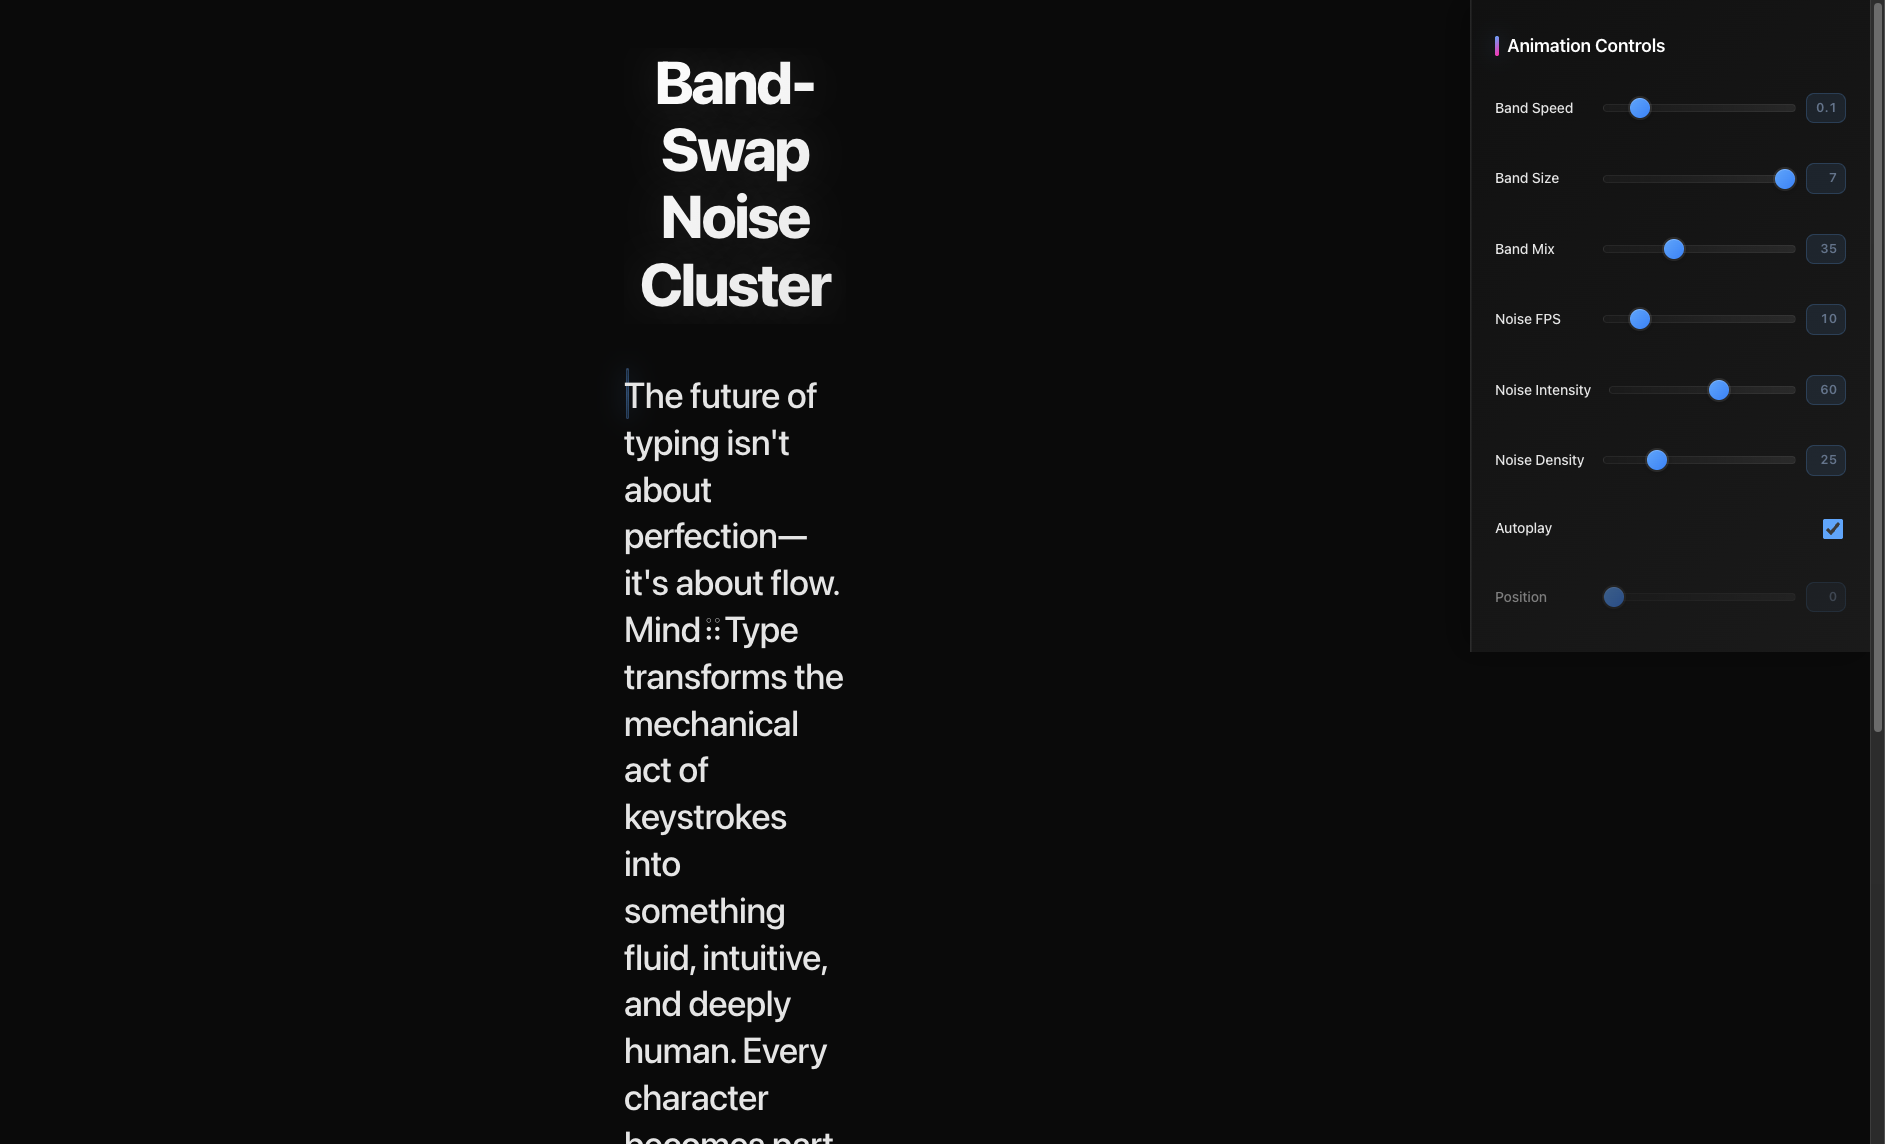 Band-
Swap
Noise
Cluster
The future of
typing isn't
about
perfection—
it's about flow.
Mind⠶Type
transforms the
mechanical
act of
keystrokes
into
something
fluid, intuitive,
and deeply
human. Every
character
becomes part
Animation Controls
Band Speed 0.1
Band Size 7
Band Mix 35
Noise FPS 10
Noise Intensity 60
Noise Density 25
Autoplay
Position 0